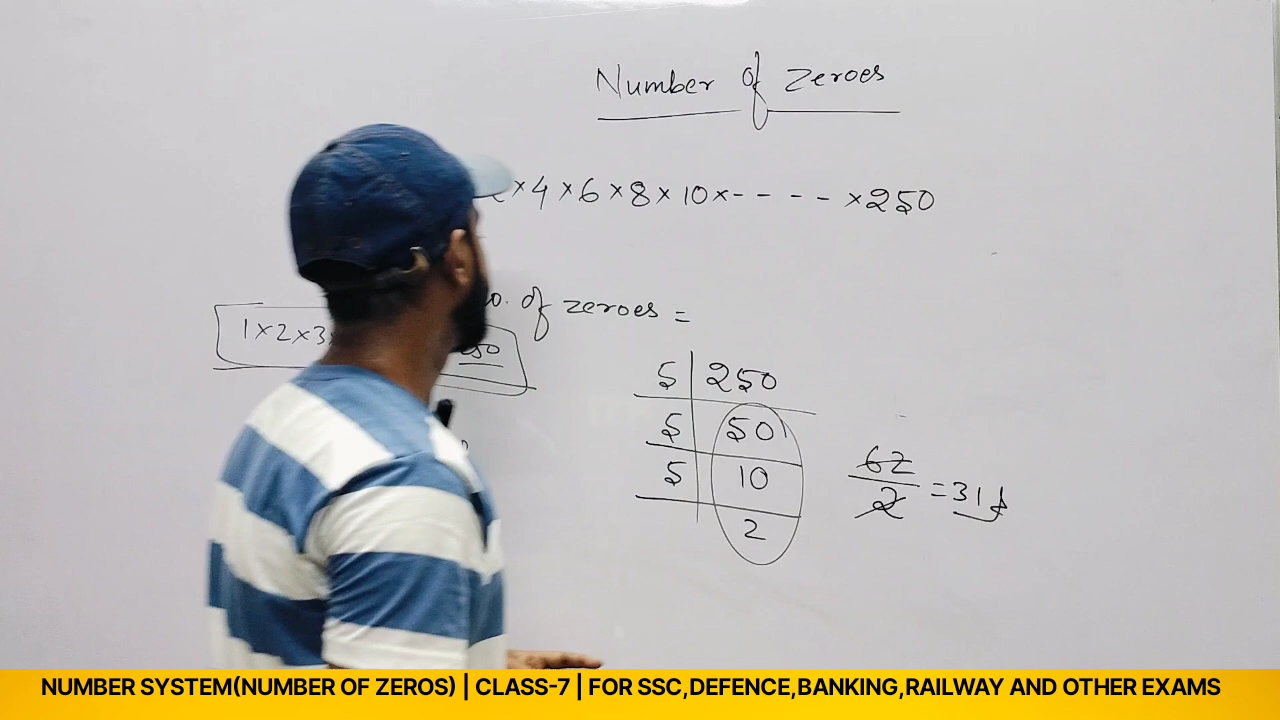 Number of zeroes
×4×6×8×10×---- ×250
of zeroes =
1×2×3
250
5 | 250
5 | 50
5 | 10
2
62/2 = 31
NUMBER SYSTEM(NUMBER OF ZEROS) | CLASS-7 | FOR SSC,DEFENCE,BANKING,RAILWAY AND OTHER EXAMS